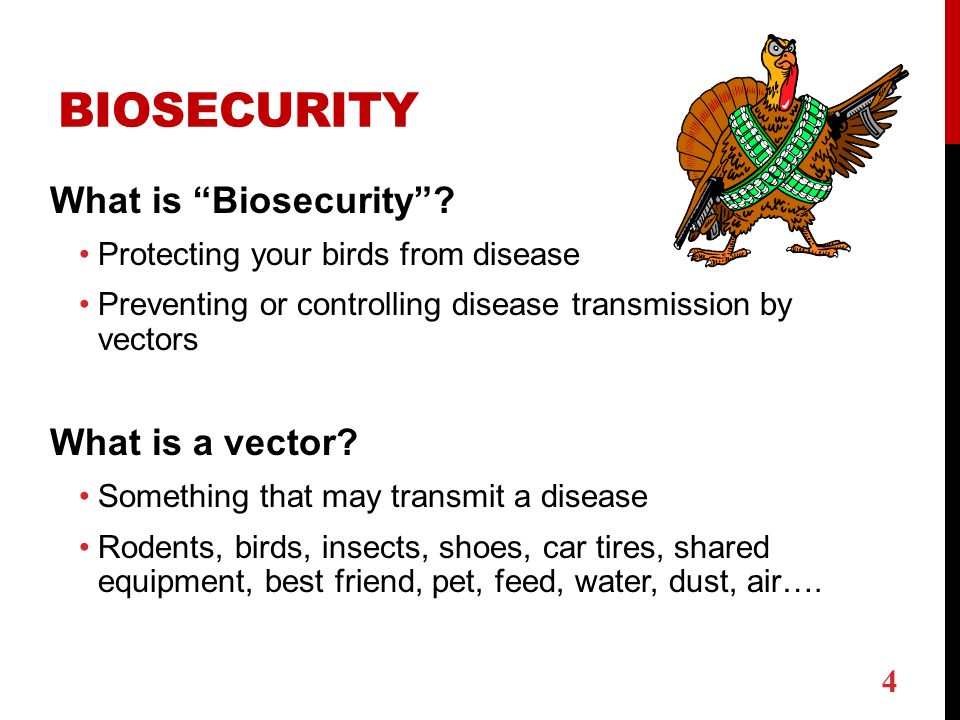 BIOSECURITY
What is “Biosecurity”?
• Protecting your birds from disease
• Preventing or controlling disease transmission by
vectors
What is a vector?
• Something that may transmit a disease
• Rodents, birds, insects, shoes, car tires, shared
equipment, best friend, pet, feed, water, dust, air….
4